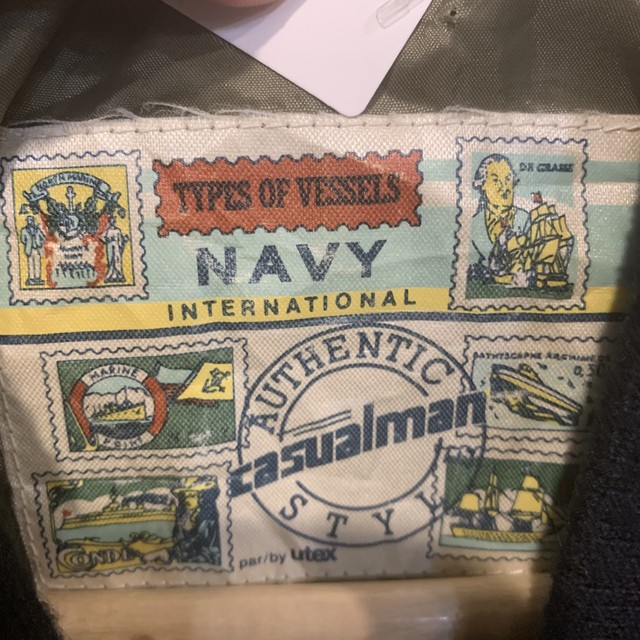 TYPES OF VESSELS
DE GRASSE
NAVY
INTERNATIONAL
MARINE
AUTHENTIC
casualman
STYLE
par/by utex